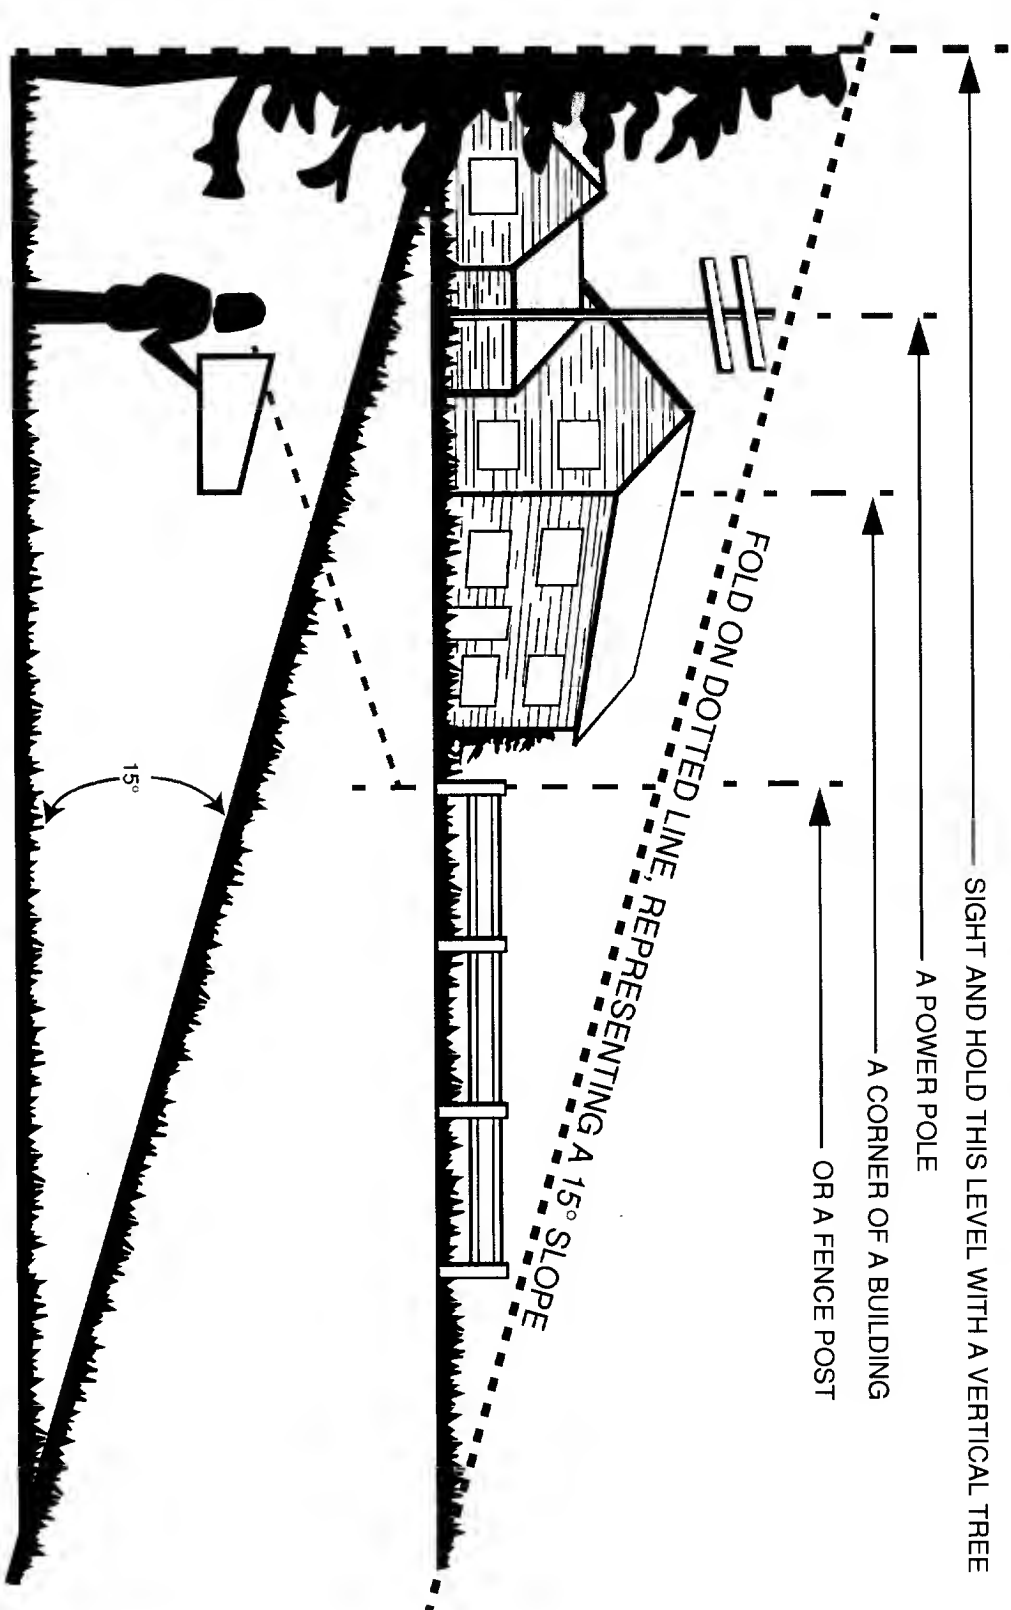 SIGHT AND HOLD THIS LEVEL WITH A VERTICAL TREE
A POWER POLE
A CORNER OF A BUILDING
OR A FENCE POST
FOLD ON DOTTED LINE, REPRESENTING A 15° SLOPE
15°